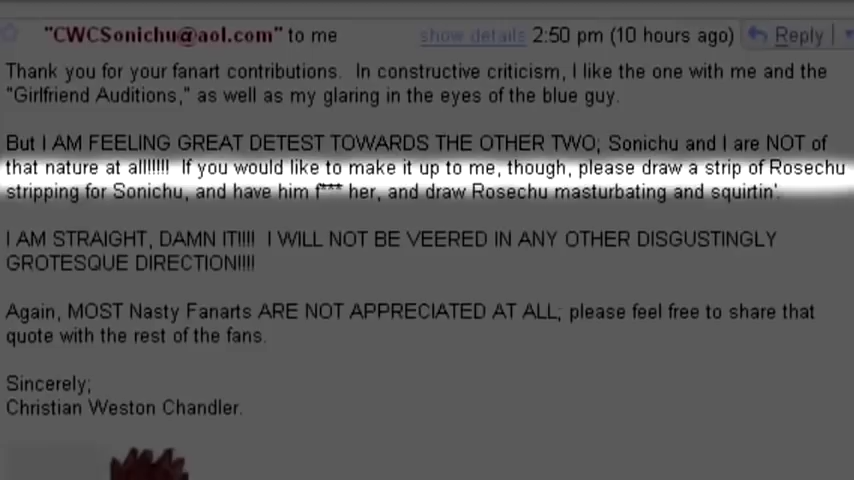 "CWCSonichu@aol.com" to me show details 2:50 pm (10 hours ago) Reply
Thank you for your fanart contributions. In constructive criticism, I like the one with me and the
"Girlfriend Auditions," as well as my glaring in the eyes of the blue guy.
But I AM FEELING GREAT DETEST TOWARDS THE OTHER TWO; Sonichu and I are NOT of
that nature at all!!!!!! If you would like to make it up to me, though, please draw a strip of Rosechu
stripping for Sonichu, and have him f*** her, and draw Rosechu masturbating and squirtin'.
I AM STRAIGHT, DAMN IT!!!! I WILL NOT BE VEERED IN ANY OTHER DISGUSTINGLY
GROTESQUE DIRECTION!!!!
Again, MOST Nasty Fanarts ARE NOT APPRECIATED AT ALL; please feel free to share that
quote with the rest of the fans.
Sincerely;
Christian Weston Chandler.